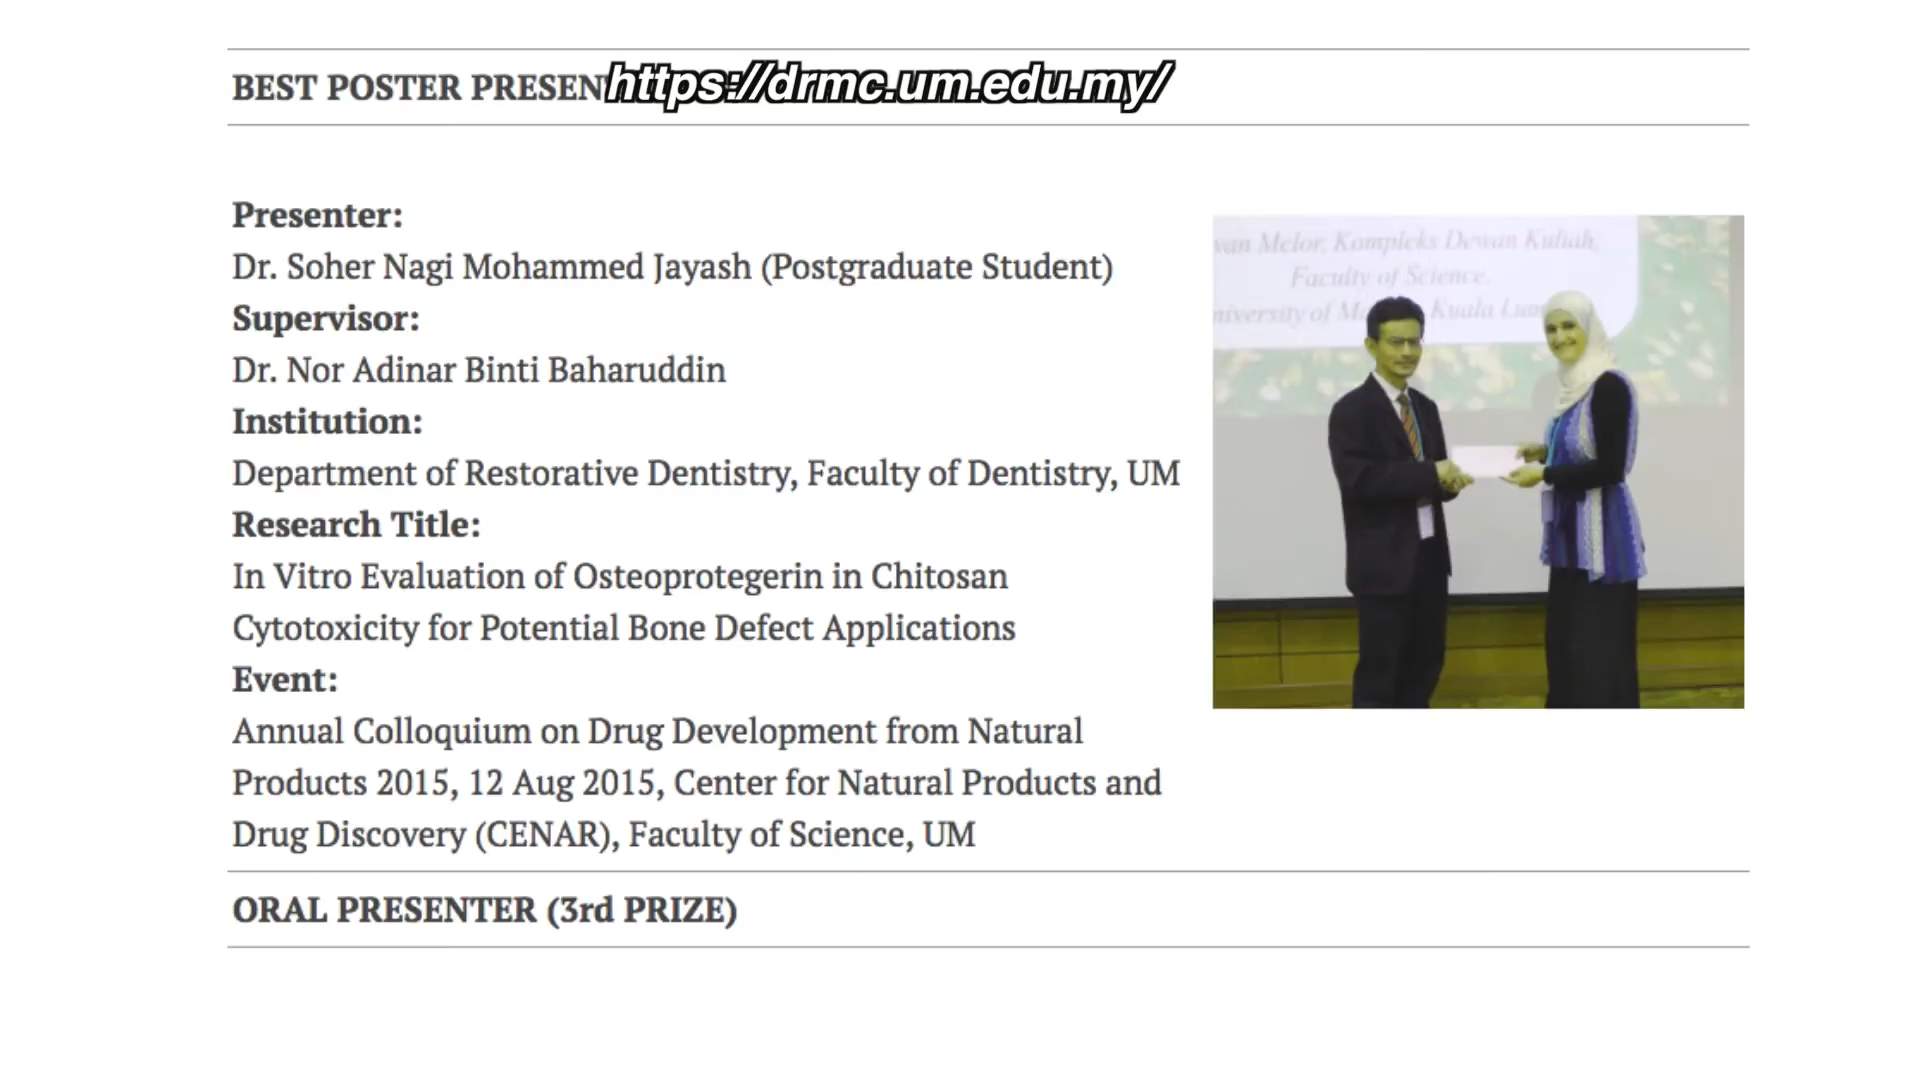 BEST POSTER PRESEN
https://drmc.um.edu.my/
Presenter:
Dr. Soher Nagi Mohammed Jayash (Postgraduate Student)
Supervisor:
Dr. Nor Adinar Binti Baharuddin
Institution:
Department of Restorative Dentistry, Faculty of Dentistry, UM
Research Title:
In Vitro Evaluation of Osteoprotegerin in Chitosan
Cytotoxicity for Potential Bone Defect Applications
Event:
Annual Colloquium on Drug Development from Natural
Products 2015, 12 Aug 2015, Center for Natural Products and
Drug Discovery (CENAR), Faculty of Science, UM
van Melor, Kompleks Dewan Kuliah,
Faculty of Science,
niversity of M Kuala Lum
ORAL PRESENTER (3rd PRIZE)